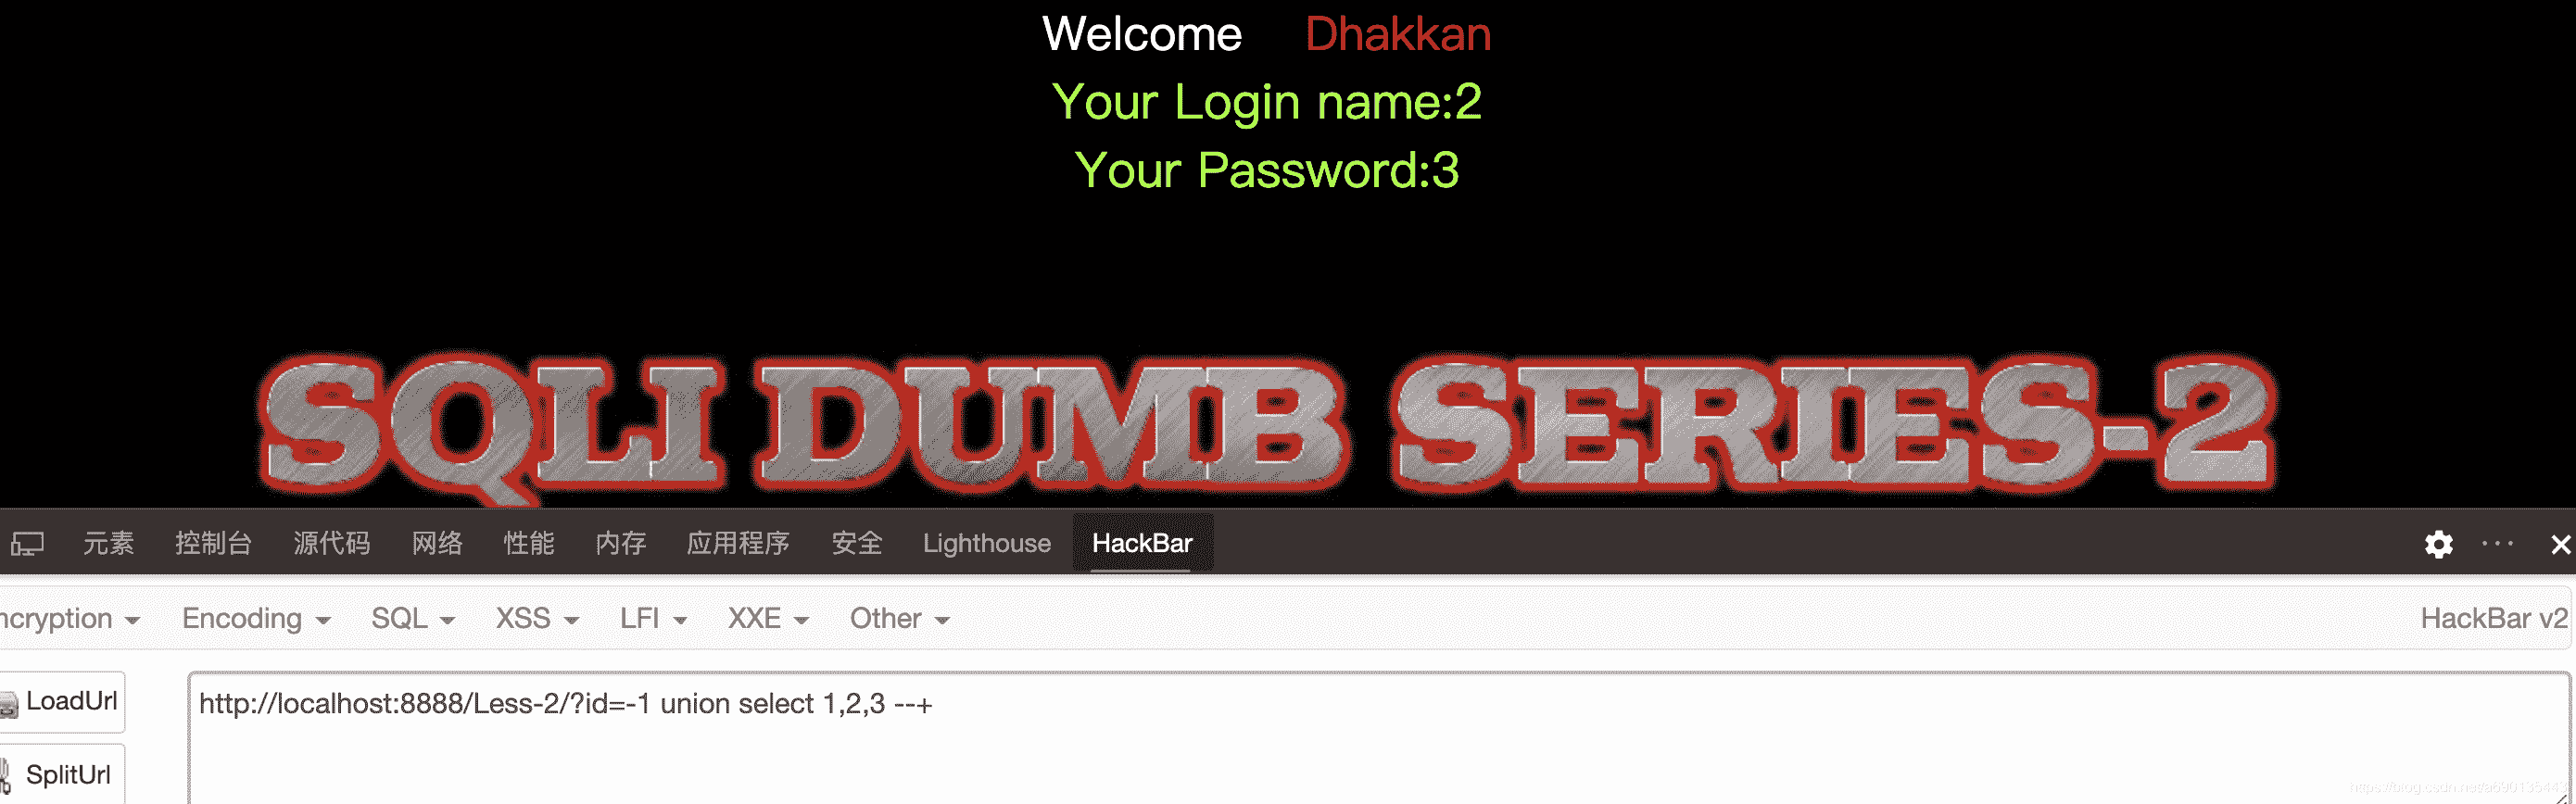 Welcome Dhakkan
Your Login name:2
Your Password:3
SQLI DUMB SERIES-2
元素 控制台 源代码 网络 性能 内存 应用程序 安全 Lighthouse HackBar
ncryption Encoding SQL XSS LFI XXE Other HackBar v2
LoadUrl
http://localhost:8888/Less-2/?id=-1 union select 1,2,3 --+
SplitUrl